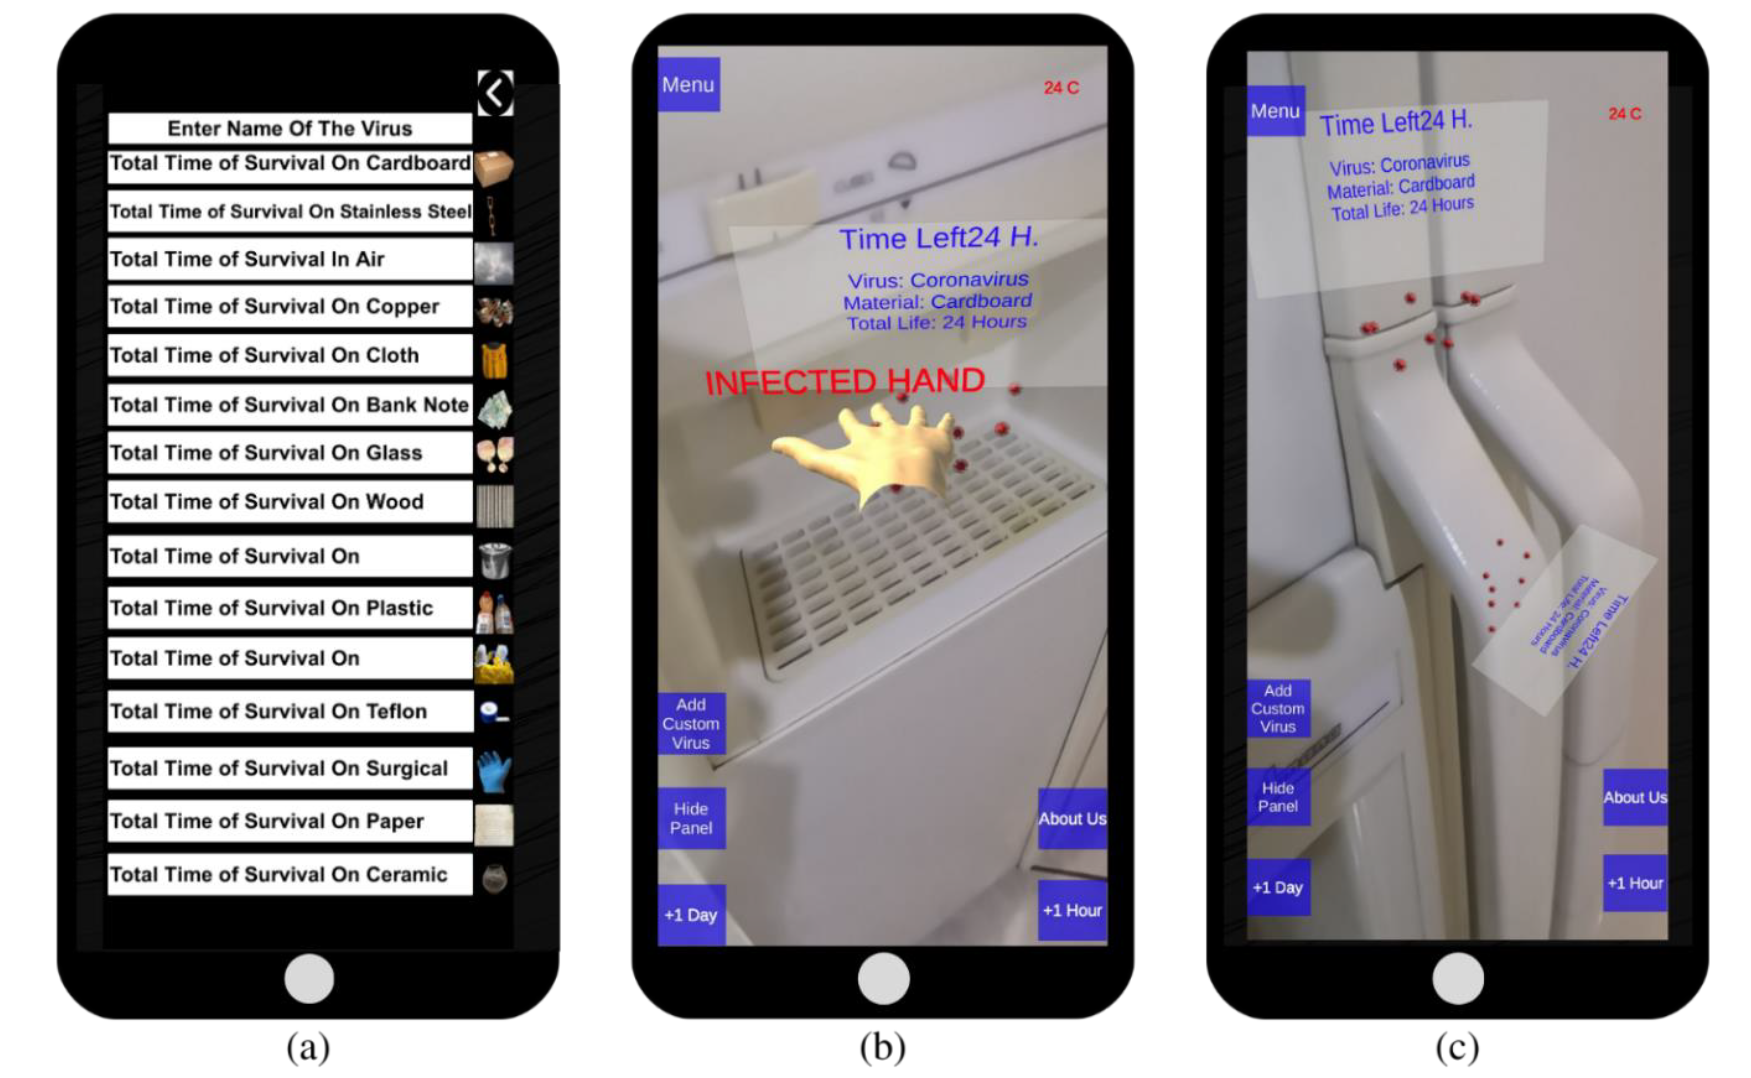 Enter Name Of The Virus
Total Time of Survival On Cardboard
Total Time of Survival On Stainless Steel
Total Time of Survival In Air
Total Time of Survival On Copper
Total Time of Survival On Cloth
Total Time of Survival On Bank Note
Total Time of Survival On Glass
Total Time of Survival On Wood
Total Time of Survival On
Total Time of Survival On Plastic
Total Time of Survival On
Total Time of Survival On Teflon
Total Time of Survival On Surgical
Total Time of Survival On Paper
Total Time of Survival On Ceramic
(a)
Menu
24 C
Time Left24 H.
Virus: Coronavirus
Material: Cardboard
Total Life: 24 Hours
INFECTED HAND
Add
Custom
Virus
Hide
Panel
About Us
+1 Day
+1 Hour
(b)
Menu
24 C
Time Left24 H.
Virus: Coronavirus
Material: Cardboard
Total Life: 24 Hours
Time Left24 H.
Virus: Coronavirus
Material: Cardboard
Total Life: 24 Hours
Add
Custom
Virus
Hide
Panel
About Us
+1 Day
+1 Hour
(c)